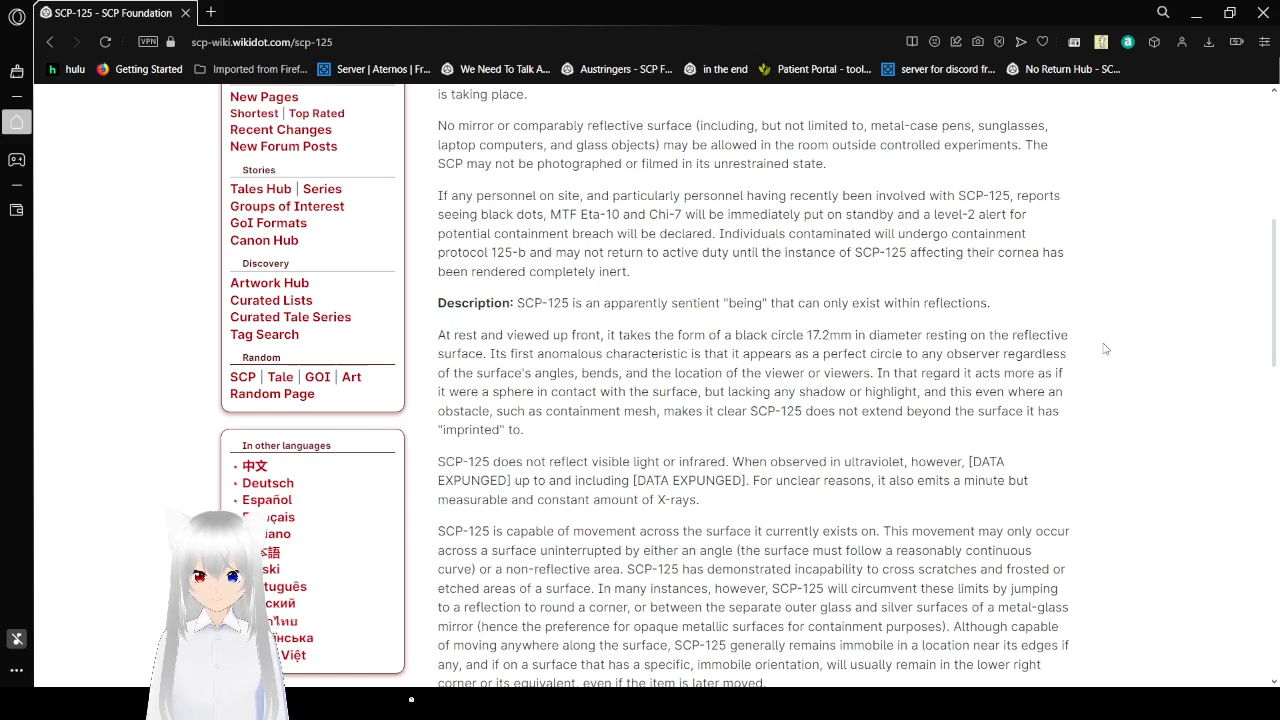 SCP-125 - SCP Foundation
VPN
scp-wiki.wikidot.com/scp-125
hulu
Getting Started
Imported from Firef...
Server | Aternos | Fr...
We Need To Talk A...
Austringers - SCP F...
in the end
Patient Portal - tool...
server for discord fr...
No Return Hub - SC...
New Pages
Shortest | Top Rated
Recent Changes
New Forum Posts
Stories
Tales Hub | Series
Groups of Interest
GoI Formats
Canon Hub
Discovery
Artwork Hub
Curated Lists
Curated Tale Series
Tag Search
Random
SCP | Tale | GOI | Art
Random Page
In other languages
中文
Deutsch
Español
is taking place.
No mirror or comparably reflective surface (including, but not limited to, metal-case pens, sunglasses,
laptop computers, and glass objects) may be allowed in the room outside controlled experiments. The
SCP may not be photographed or filmed in its unrestrained state.
If any personnel on site, and particularly personnel having recently been involved with SCP-125, reports
seeing black dots, MTF Eta-10 and Chi-7 will be immediately put on standby and a level-2 alert for
potential containment breach will be declared. Individuals contaminated will undergo containment
protocol 125-b and may not return to active duty until the instance of SCP-125 affecting their cornea has
been rendered completely inert.
Description: SCP-125 is an apparently sentient "being" that can only exist within reflections.
At rest and viewed up front, it takes the form of a black circle 17.2mm in diameter resting on the reflective
surface. Its first anomalous characteristic is that it appears as a perfect circle to any observer regardless
of the surface's angles, bends, and the location of the viewer or viewers. In that regard it acts more as if
it were a sphere in contact with the surface, but lacking any shadow or highlight, and this even where an
obstacle, such as containment mesh, makes it clear SCP-125 does not extend beyond the surface it has
"imprinted" to.
SCP-125 does not reflect visible light or infrared. When observed in ultraviolet, however, [DATA
EXPUNGED] up to and including [DATA EXPUNGED]. For unclear reasons, it also emits a minute but
measurable and constant amount of X-rays.
SCP-125 is capable of movement across the surface it currently exists on. This movement may only occur
across a surface uninterrupted by either an angle (the surface must follow a reasonably continuous
curve) or a non-reflective area. SCP-125 has demonstrated incapability to cross scratches and frosted or
etched areas of a surface. In many instances, however, SCP-125 will circumvent these limits by jumping
to a reflection to round a corner, or between the separate outer glass and silver surfaces of a metal-glass
mirror (hence the preference for opaque metallic surfaces for containment purposes). Although capable
of moving anywhere along the surface, SCP-125 generally remains immobile in a location near its edges if
any, and if on a surface that has a specific, immobile orientation, will usually remain in the lower right
corner or its equivalent, even if the item is later moved.